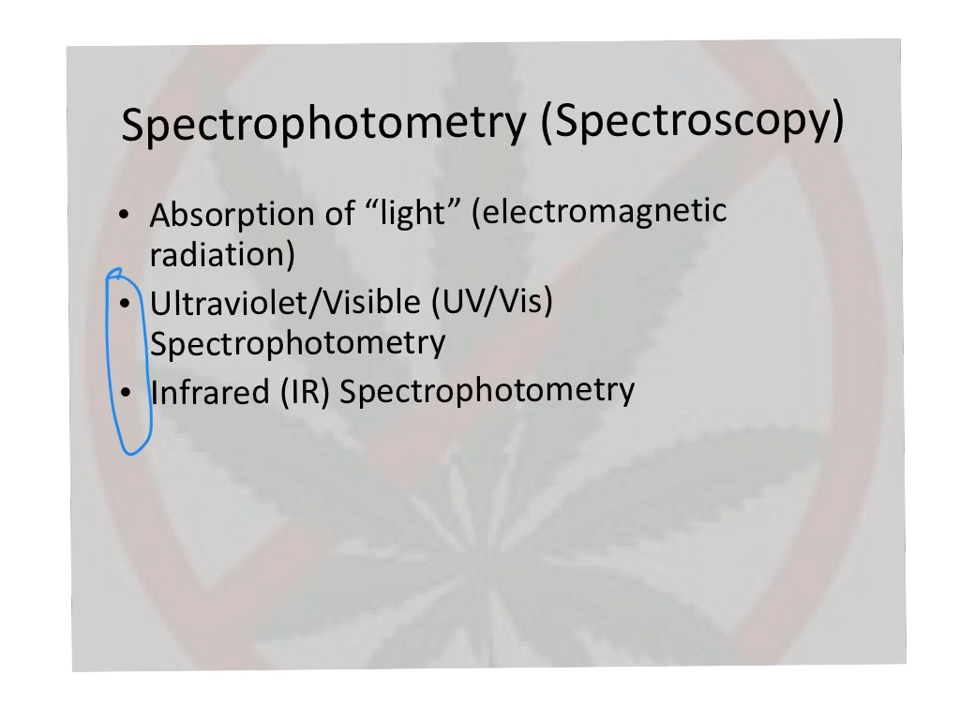 Spectrophotometry (Spectroscopy)
• Absorption of “light” (electromagnetic
radiation)
• Ultraviolet/Visible (UV/Vis)
Spectrophotometry
• Infrared (IR) Spectrophotometry